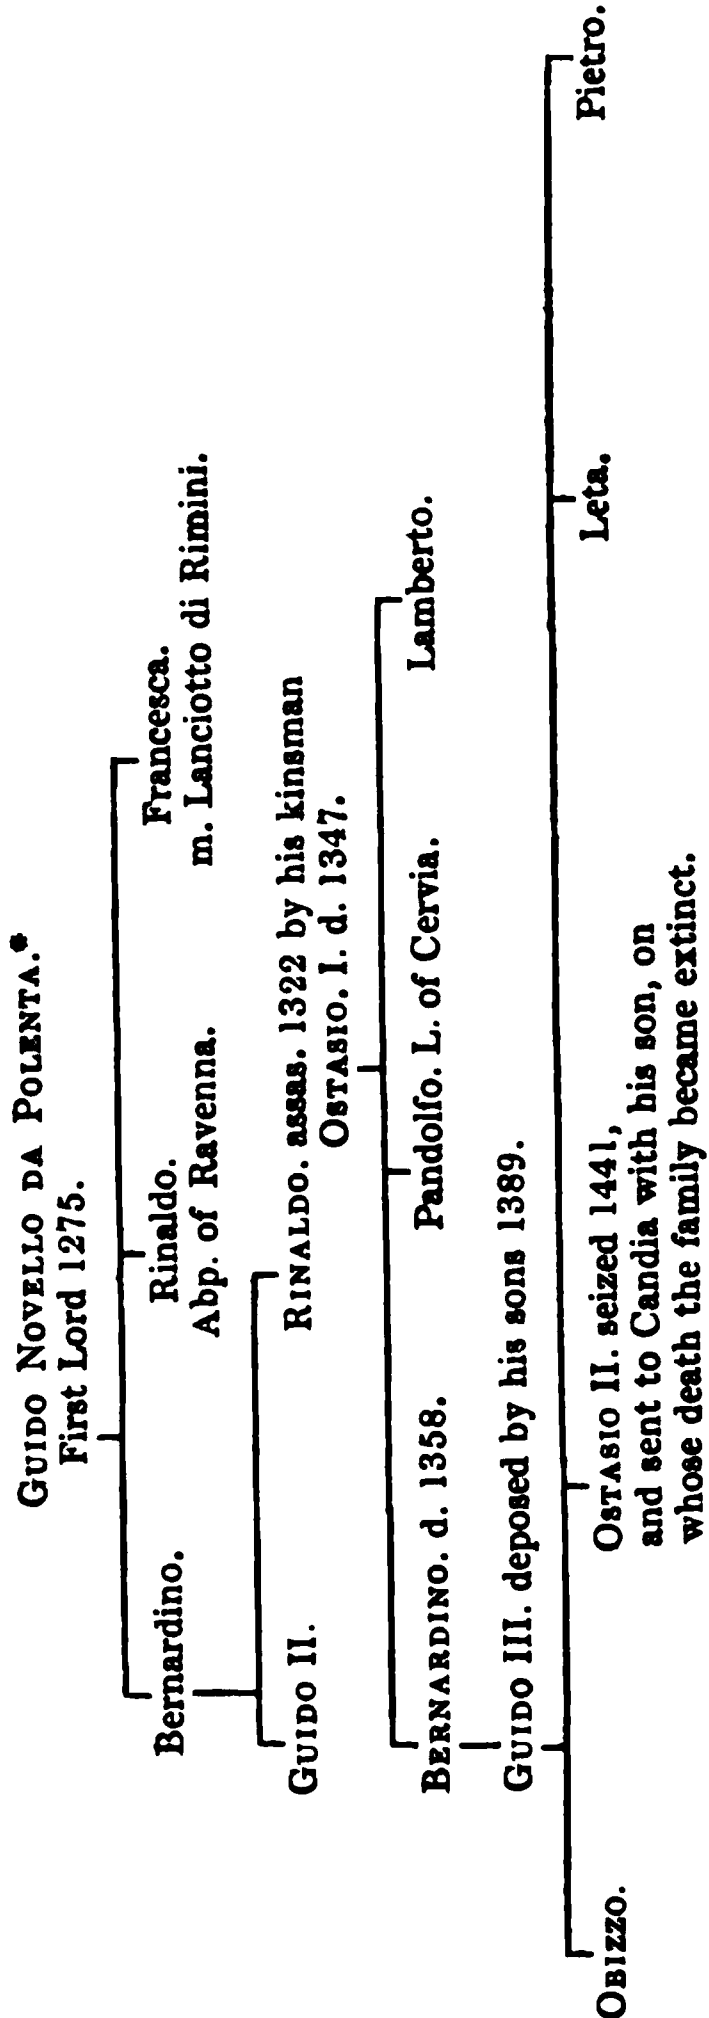 GUIDO NOVELLO DA POLENTA.*
First Lord 1275.
Bernardino.
Rinaldo.
Abp. of Ravenna.
Francesca.
m. Lanciotto di Rimini.
GUIDO II.
RINALDO. assas. 1322 by his kinsman
OSTASIO. I. d. 1347.
BERNARDINO. d. 1358.
Pandolfo. L. of Cervia.
Lamberto.
GUIDO III. deposed by his sons 1389.
OBIZZO.
OSTASIO II. seized 1441,
and sent to Candia with his son, on
whose death the family became extinct.
Leta.
Pietro.